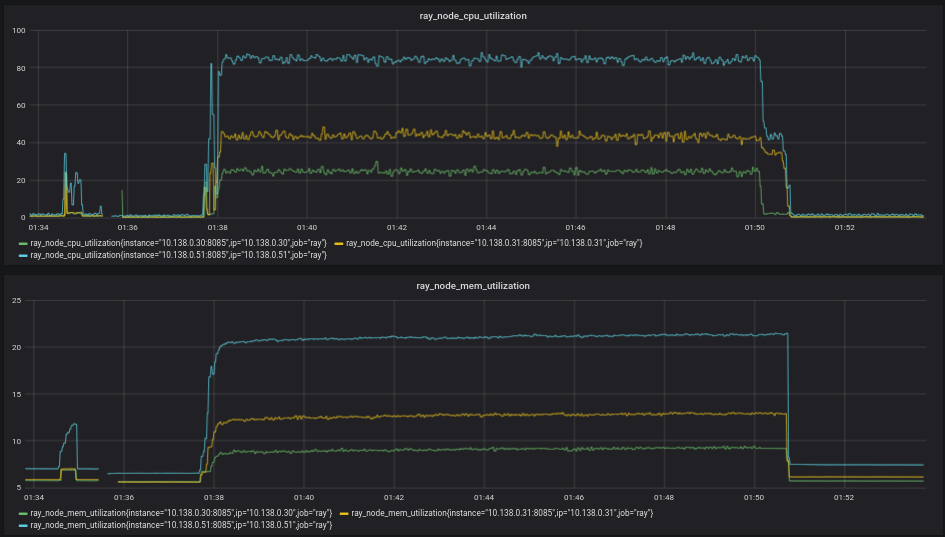 ray_node_cpu_utilization
100
80
60
40
20
0
01:34 01:36 01:38 01:40 01:42 01:44 01:46 01:48 01:50 01:52
ray_node_cpu_utilization{instance="10.138.0.30:8085",ip="10.138.0.30",job="ray"} ray_node_cpu_utilization{instance="10.138.0.31:8085",ip="10.138.0.31",job="ray"}
ray_node_cpu_utilization{instance="10.138.0.51:8085",ip="10.138.0.51",job="ray"}
ray_node_mem_utilization
25
20
15
10
5
01:34 01:36 01:38 01:40 01:42 01:44 01:46 01:48 01:50 01:52
ray_node_mem_utilization{instance="10.138.0.30:8085",ip="10.138.0.30",job="ray"} ray_node_mem_utilization{instance="10.138.0.31:8085",ip="10.138.0.31",job="ray"}
ray_node_mem_utilization{instance="10.138.0.51:8085",ip="10.138.0.51",job="ray"}